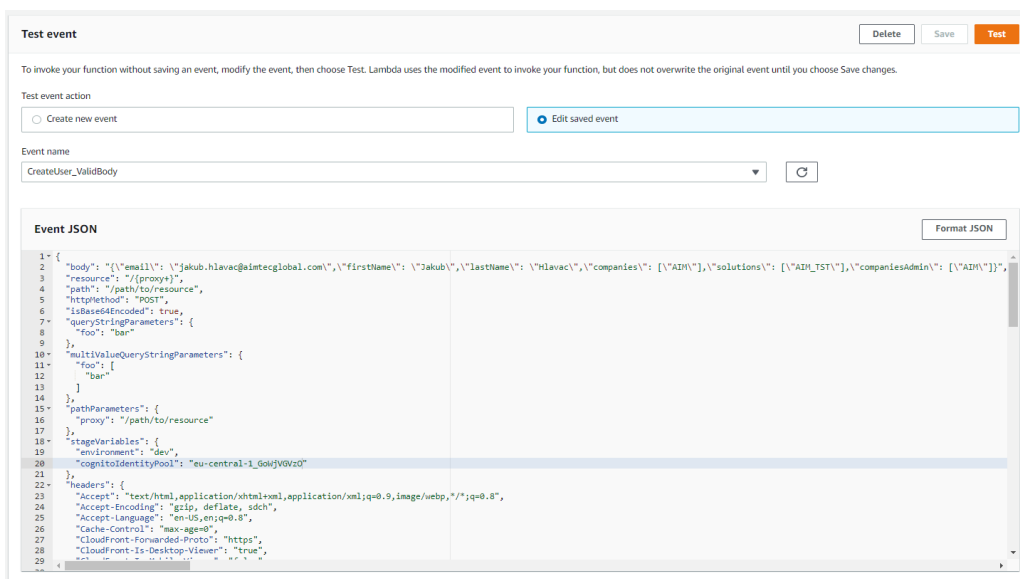 Test event
Delete
Save
Test
To invoke your function without saving an event, modify the event, then choose Test. Lambda uses the modified event to invoke your function, but does not overwrite the original event until you choose Save changes.
Test event action
Create new event
Edit saved event
Event name
CreateUser_ValidBody
Event JSON
Format JSON
1 {
2 "body": "{\"email\": \"jakub.hlavac@aimtecglobal.com\",\"firstName\": \"Jakub\",\"lastName\": \"Hlavac\",\"companies\": [\"AIM\"],\"solutions\": [\"AIM_TST\"],\"companiesAdmin\": [\"AIM\"]}",
3 "resource": "/{proxy+}",
4 "path": "/path/to/resource",
5 "httpMethod": "POST",
6 "isBase64Encoded": true,
7 "queryStringParameters": {
8 "foo": "bar"
9 },
10 "multiValueQueryStringParameters": {
11 "foo": [
12 "bar"
13 ]
14 },
15 "pathParameters": {
16 "proxy": "/path/to/resource"
17 },
18 "stageVariables": {
19 "environment": "dev",
20 "cognitoIdentityPool": "eu-central-1_GoWjVGVzO"
21 },
22 "headers": {
23 "Accept": "text/html,application/xhtml+xml,application/xml;q=0.9,image/webp,*/*;q=0.8",
24 "Accept-Encoding": "gzip, deflate, sdch",
25 "Accept-Language": "en-US,en;q=0.8",
26 "Cache-Control": "max-age=0",
27 "CloudFront-Forwarded-Proto": "https",
28 "CloudFront-Is-Desktop-Viewer": "true",
29